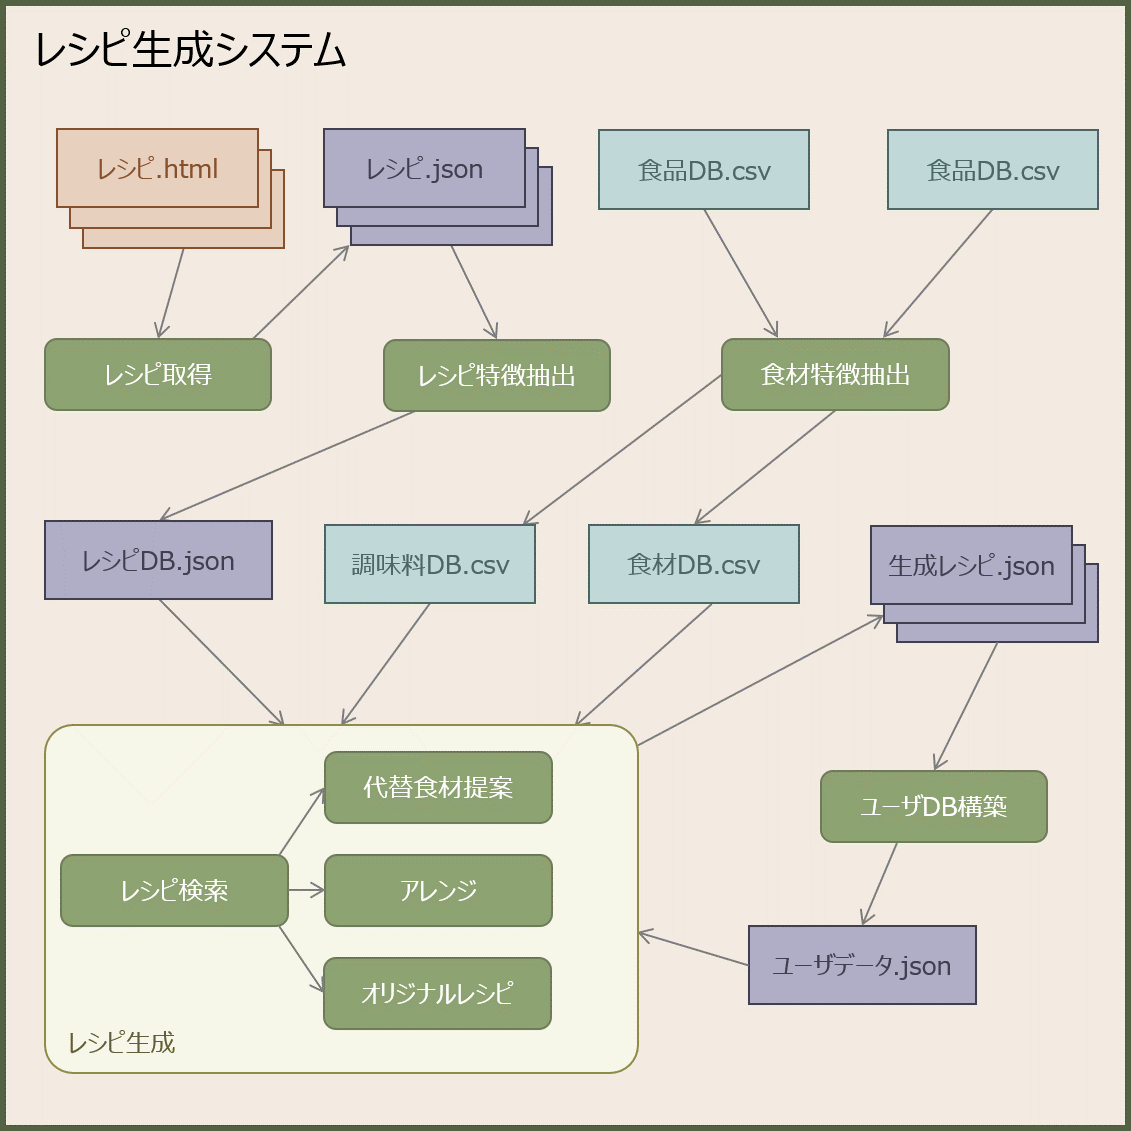 レシピ生成システム
レシピ.html
レシピ.json
食品DB.csv
食品DB.csv
レシピ取得
レシピ特徴抽出
食材特徴抽出
レシピDB.json
調味料DB.csv
食材DB.csv
生成レシピ.json
代替食材提案
ユーザDB構築
レシピ検索
アレンジ
ユーザデータ.json
オリジナルレシピ
レシピ生成